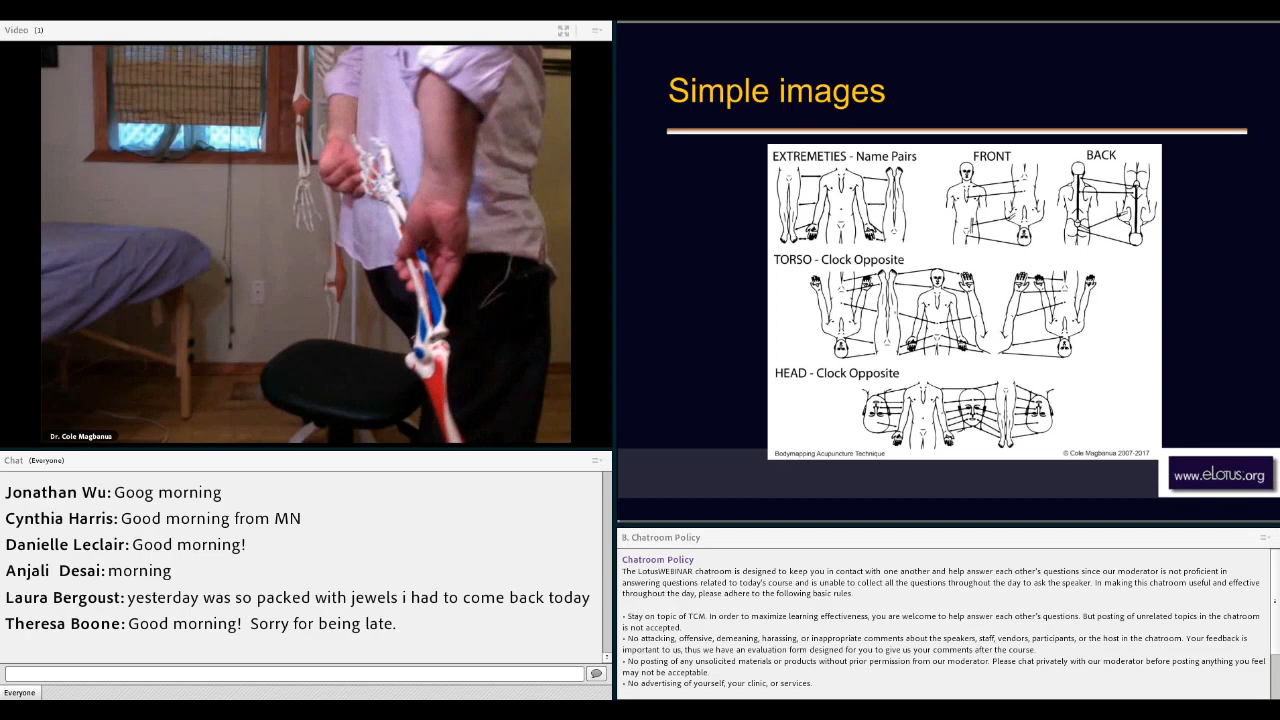 Video (1)
Dr. Cole Magbanua
Simple images
EXTREMETIES - Name Pairs
FRONT
BACK
TORSO - Clock Opposite
HEAD - Clock Opposite
Bodymapping Acupuncture Technique
© Cole Magbanua 2007-2017
www.eLotus.org
Chat (Everyone)
Jonathan Wu: Goog morning
Cynthia Harris: Good morning from MN
Danielle Leclair: Good morning!
Anjali Desai: morning
Laura Bergoust: yesterday was so packed with jewels i had to come back today
Theresa Boone: Good morning! Sorry for being late.
Everyone
B. Chatroom Policy
Chatroom Policy
The LotusWEBINAR chatroom is designed to keep you in contact with one another and help answer each other's questions since our moderator is not proficient in
answering questions related to today's course and is unable to collect all the questions throughout the day to ask the speaker. In making this chatroom useful and effective
throughout the day, please adhere to the following basic rules.
• Stay on topic of TCM. In order to maximize learning effectiveness, you are welcome to help answer each other's questions. But posting of unrelated topics in the chatroom
is not accepted.
• No attacking, offensive, demeaning, harassing, or inappropriate comments about the speakers, staff, vendors, participants, or the host in the chatroom. Your feedback is
important to us, thus we have an evaluation form designed for you to give us your comments after the course.
• No posting of any unsolicited materials or products without prior permission from our moderator. Please chat privately with our moderator before posting anything you feel
may not be acceptable.
• No advertising of yourself, your clinic, or services.